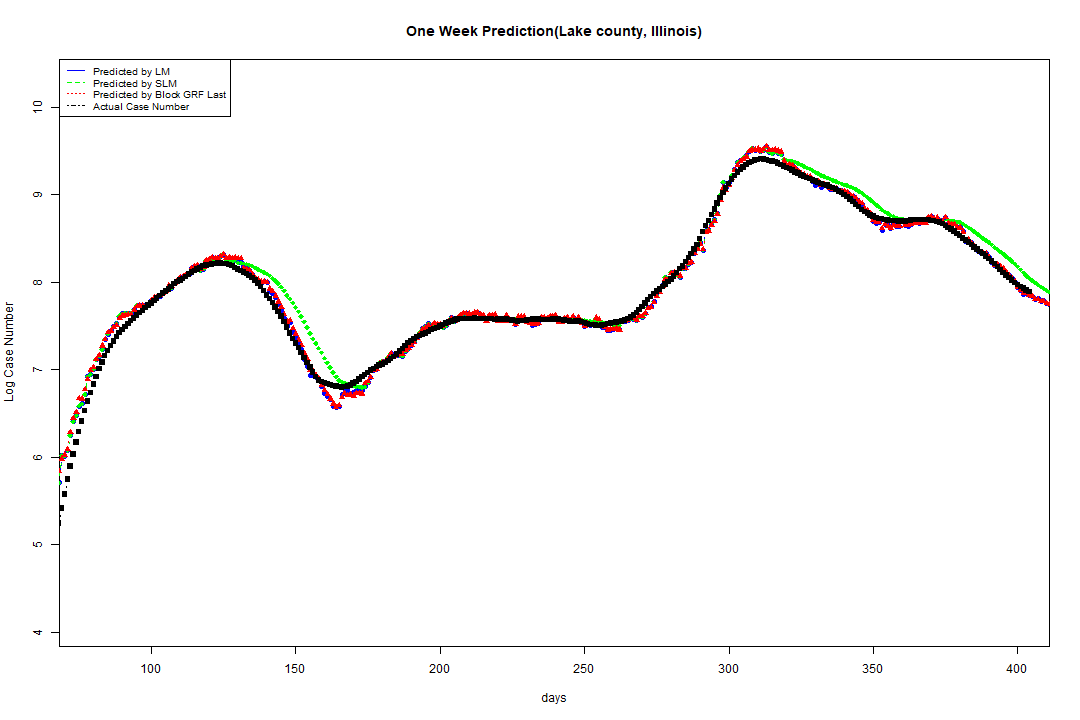 One Week Prediction(Lake county, Illinois)
Predicted by LM
Predicted by SLM
Predicted by Block GRF Last
Actual Case Number
10
9
8
7
6
5
4
Log Case Number
100 150 200 250 300 350 400
days